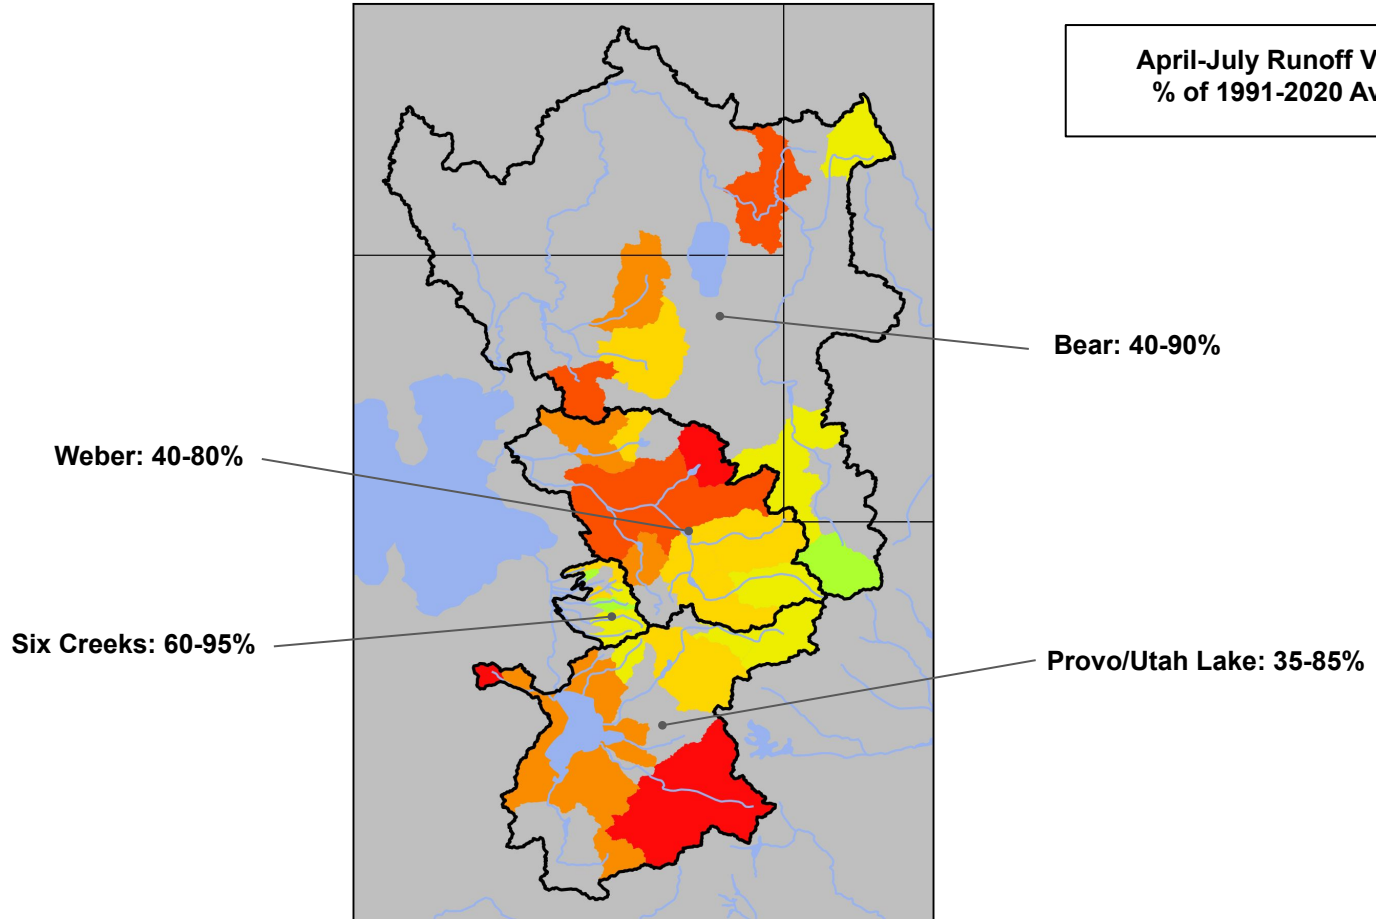 April-July Runoff V
% of 1991-2020 Av
Bear: 40-90%
Weber: 40-80%
Six Creeks: 60-95%
Provo/Utah Lake: 35-85%